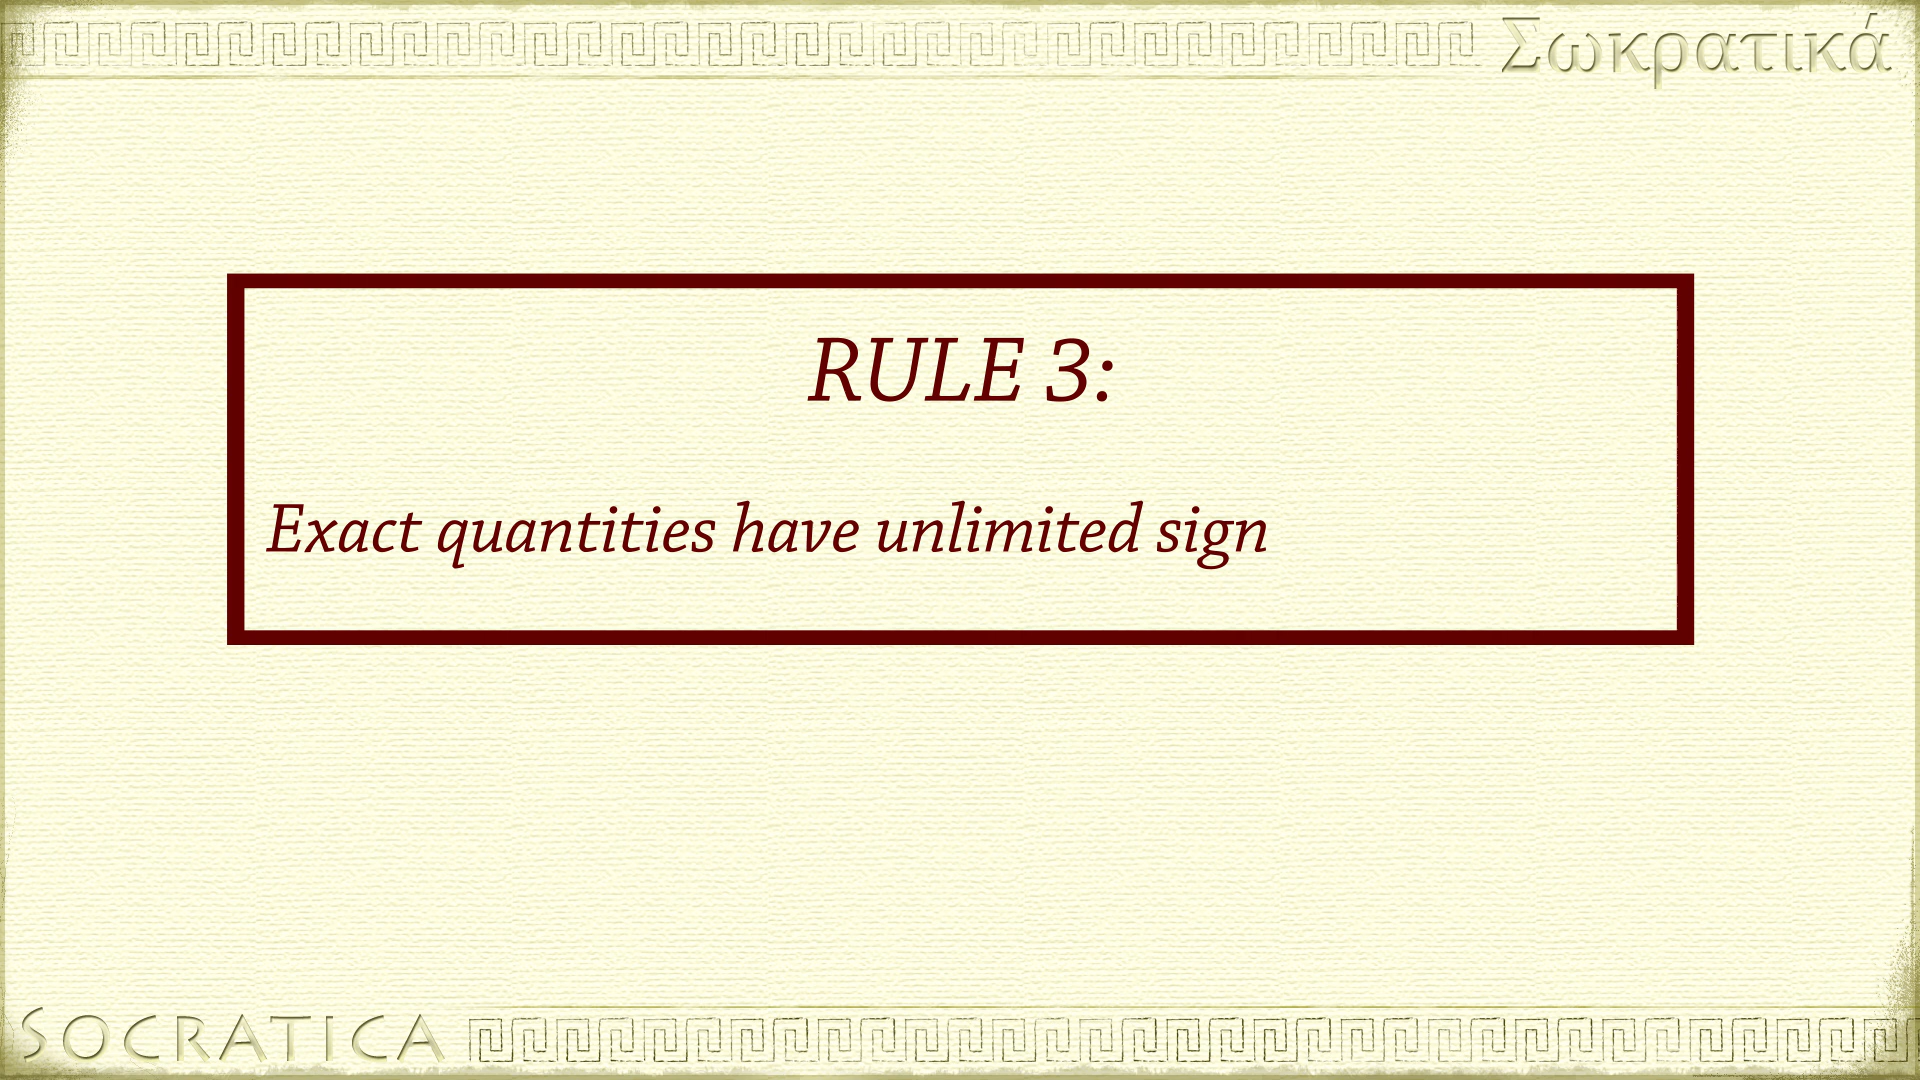 Σωκρατικά
RULE 3:
Exact quantities have unlimited sign
SOCRATICA